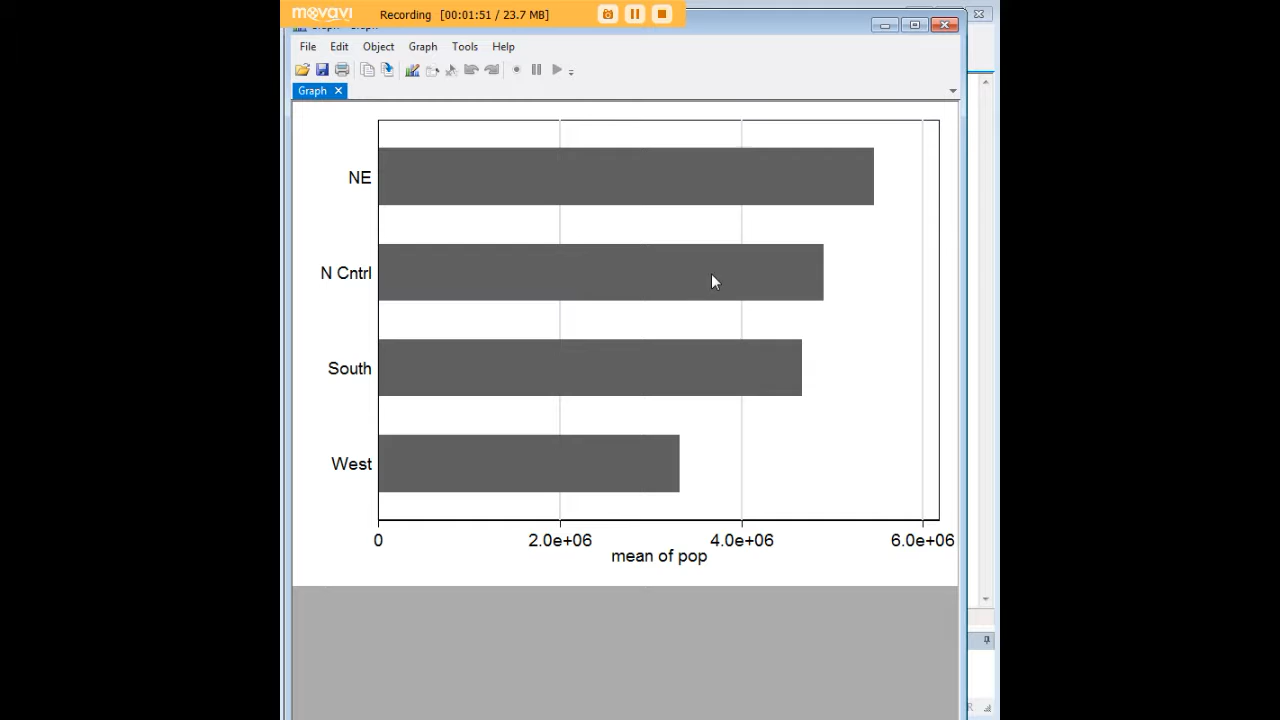 movavi Recording [00:01:51 / 23.7 MB]
File Edit Object Graph Tools Help
Graph
NE
N Cntrl
South
West
0 2.0e+06 4.0e+06 6.0e+06
mean of pop